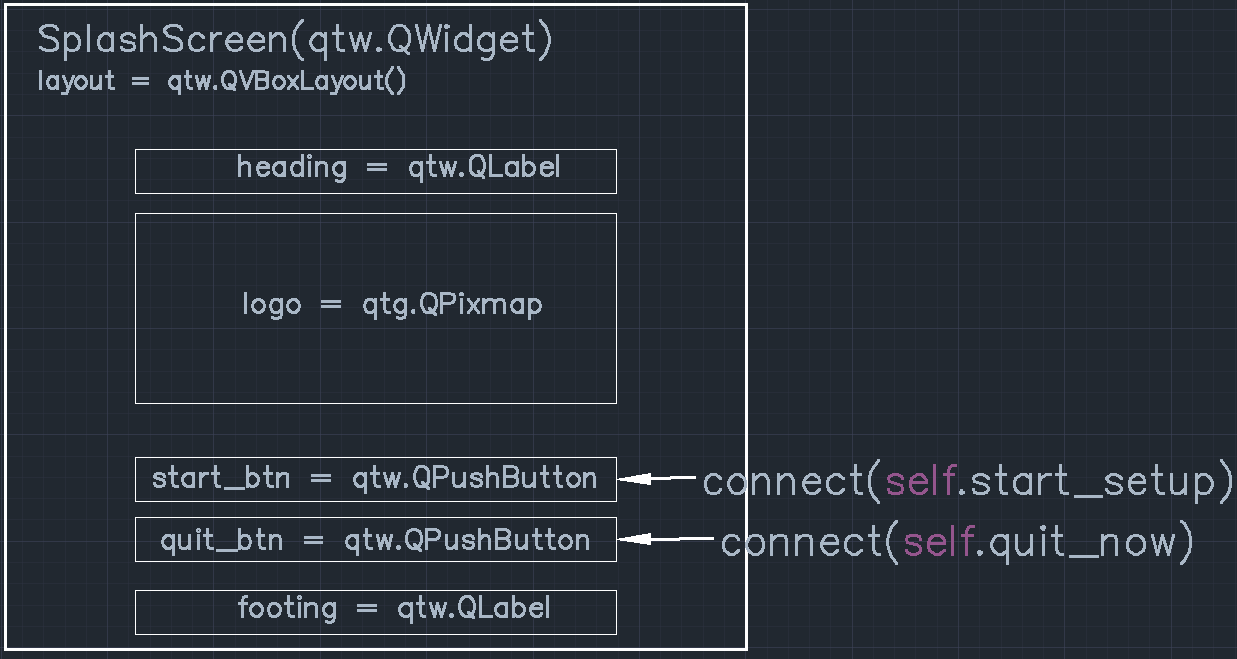 SplashScreen(qtw.QWidget)
layout = qtw.QVBoxLayout()
heading = qtw.QLabel
logo = qtg.QPixmap
start_btn = qtw.QPushButton
connect(self.start_setup)
quit_btn = qtw.QPushButton
connect(self.quit_now)
footing = qtw.QLabel